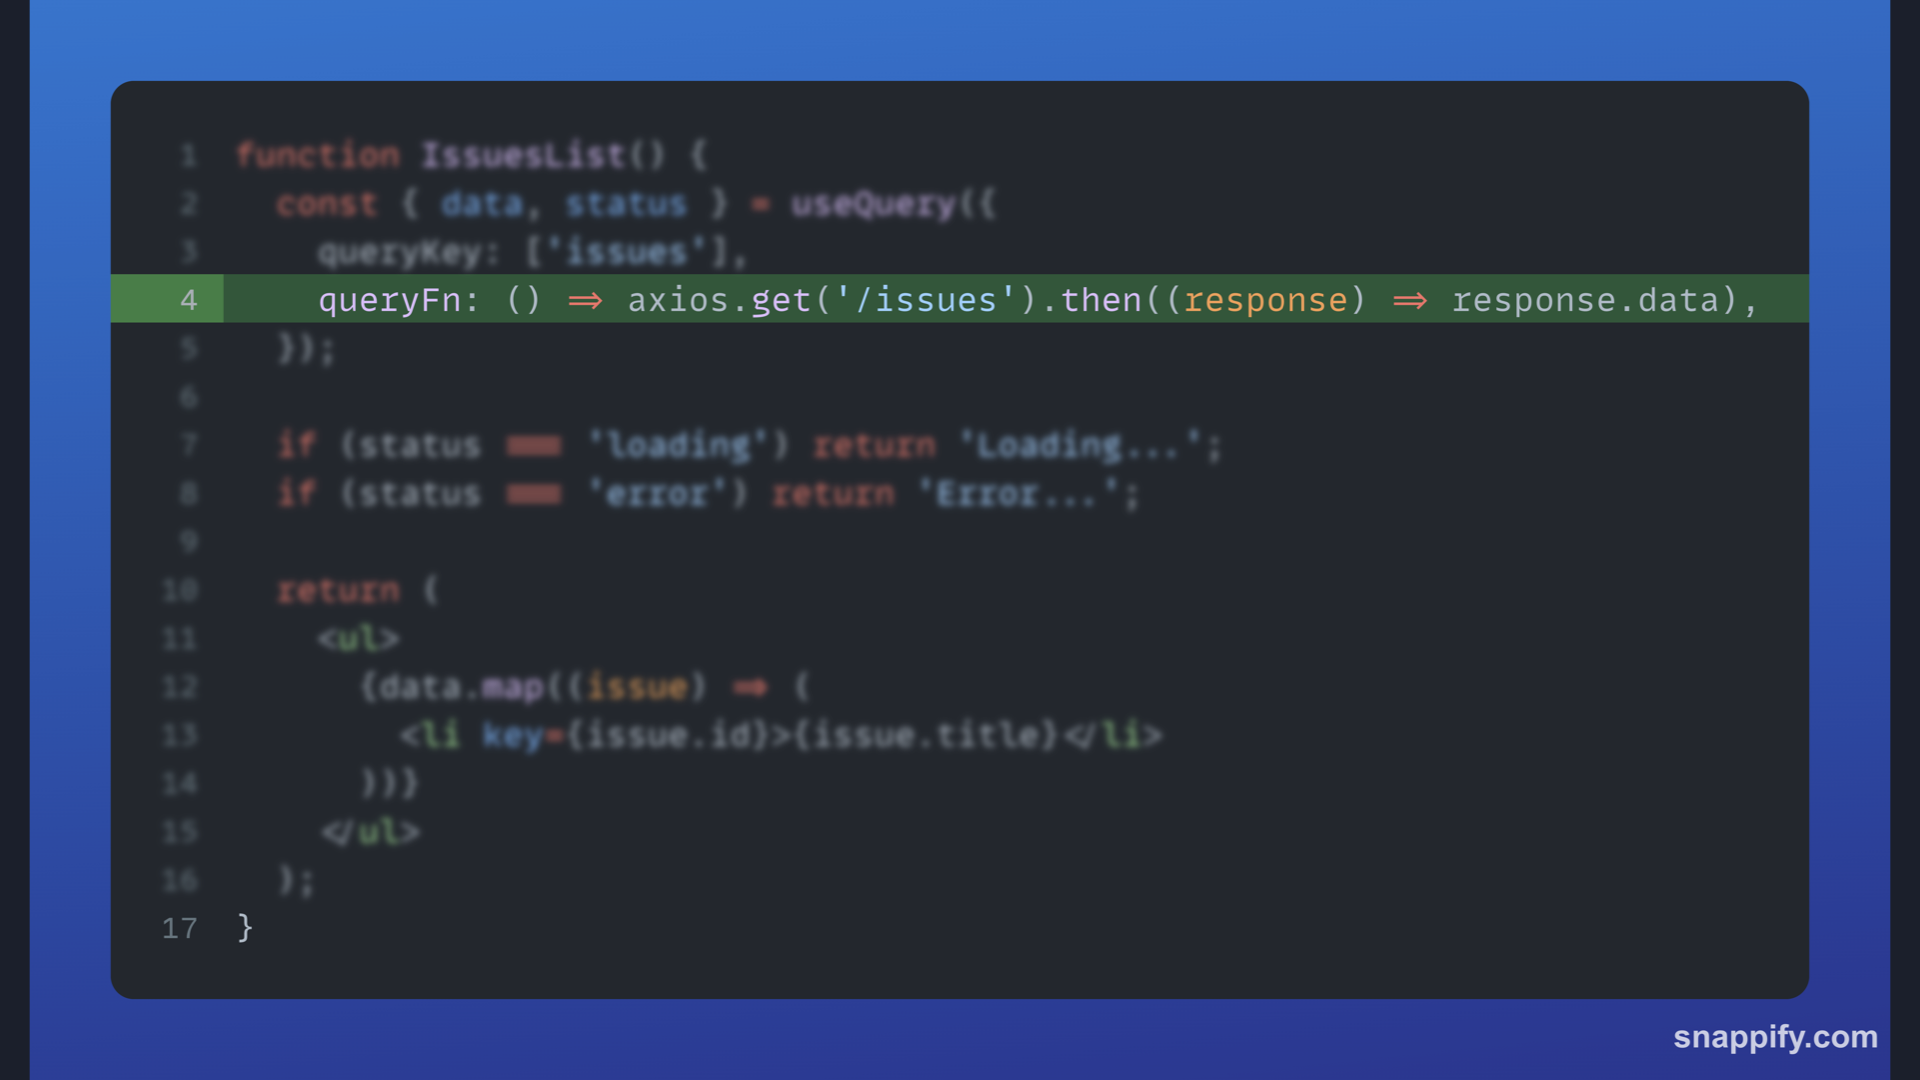 1 function IssuesList() {
2 const { data, status } = useQuery({
3 queryKey: ['issues'],
4 queryFn: () => axios.get('/issues').then((response) => response.data),
5 });
6
7 if (status === 'loading') return 'Loading...';
8 if (status === 'error') return 'Error...';
9
10 return (
11 <ul>
12 {data.map((issue) => (
13 <li key={issue.id}>{issue.title}</li>
14 ))}
15 </ul>
16 );
17 }
snappify.com